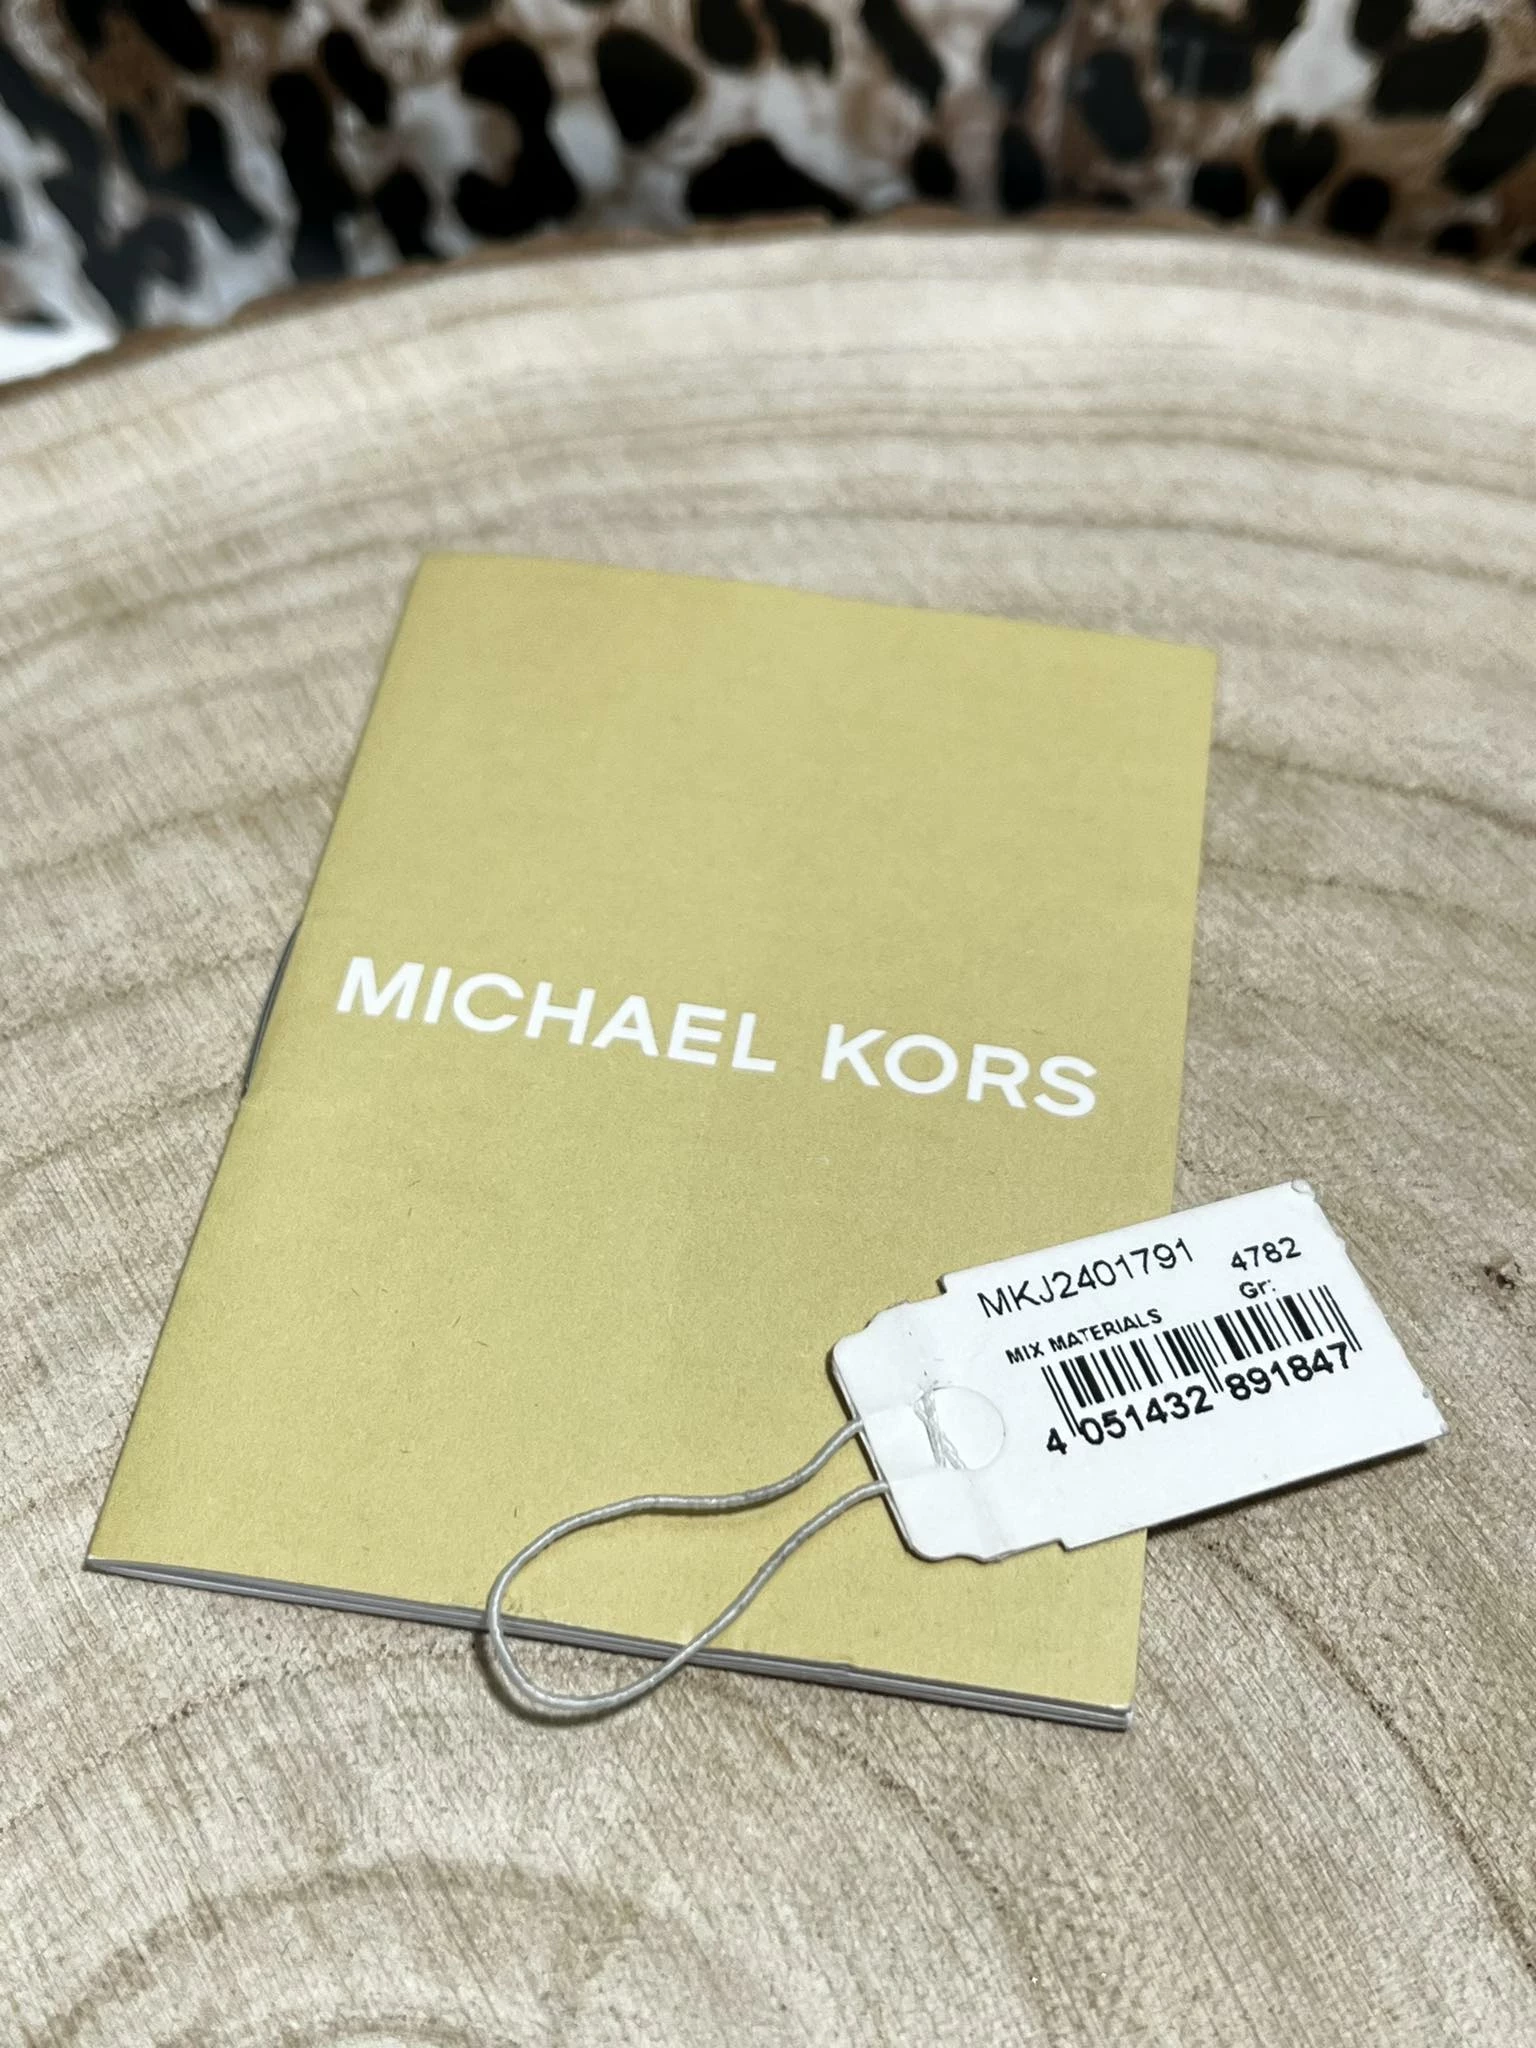 MICHAEL KORS
MKJ2401791 4782
MIX MATERIALS Gr:
4 051432 891847